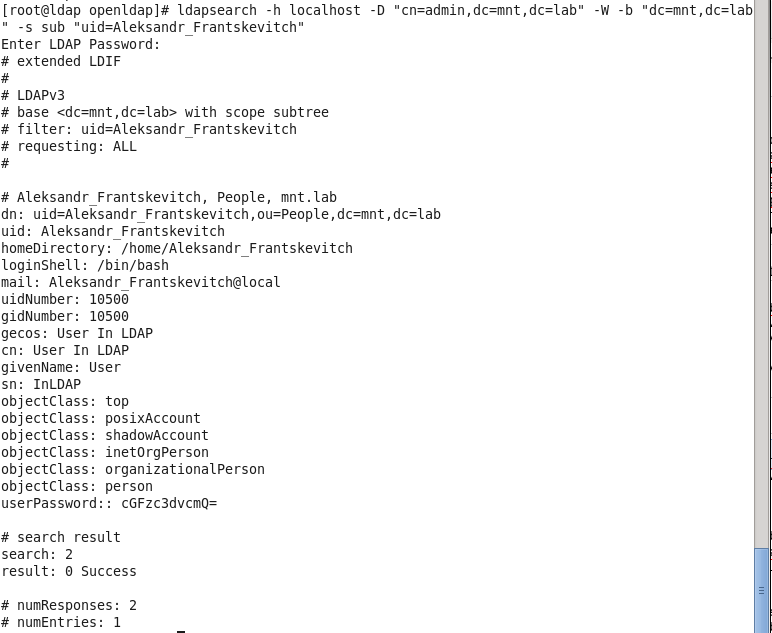 [root@ldap openldap]# ldapsearch -h localhost -D "cn=admin,dc=mnt,dc=lab" -W -b "dc=mnt,dc=lab
" -s sub "uid=Aleksandr_Frantskevitch"
Enter LDAP Password:
# extended LDIF
#
# LDAPv3
# base <dc=mnt,dc=lab> with scope subtree
# filter: uid=Aleksandr_Frantskevitch
# requesting: ALL
#
# Aleksandr_Frantskevitch, People, mnt.lab
dn: uid=Aleksandr_Frantskevitch,ou=People,dc=mnt,dc=lab
uid: Aleksandr_Frantskevitch
homeDirectory: /home/Aleksandr_Frantskevitch
loginShell: /bin/bash
mail: Aleksandr_Frantskevitch@local
uidNumber: 10500
gidNumber: 10500
gecos: User In LDAP
cn: User In LDAP
givenName: User
sn: InLDAP
objectClass: top
objectClass: posixAccount
objectClass: shadowAccount
objectClass: inetOrgPerson
objectClass: organizationalPerson
objectClass: person
userPassword:: cGFzc3dvcmQ=
# search result
search: 2
result: 0 Success
# numResponses: 2
# numEntries: 1